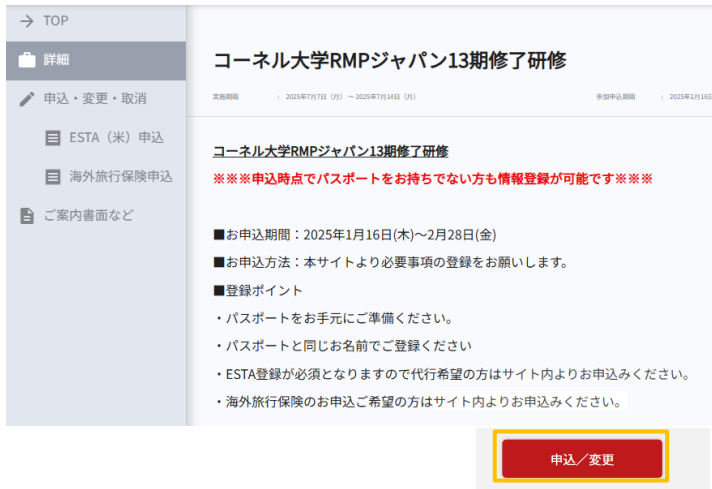 TOP
詳細
申込・変更・取消
ESTA（米）申込
海外旅行保険申込
ご案内書面など
コーネル大学RMPジャパン13期修了研修
実施期間 ： 2025年7月7日（月）～2025年7月14日（月）
参加申込期間 ： 2025年1月16日
コーネル大学RMPジャパン13期修了研修
※※※申込時点でパスポートをお持ちでない方も情報登録が可能です※※※
■お申込期間：2025年1月16日(木)～2月28日(金)
■お申込方法：本サイトより必要事項の登録をお願いします。
■登録ポイント
・パスポートをお手元にご準備ください。
・パスポートと同じお名前でご登録ください
・ESTA登録が必須となりますので代行希望の方はサイト内よりお申込みください。
・海外旅行保険のお申込ご希望の方はサイト内よりお申込みください。
申込／変更